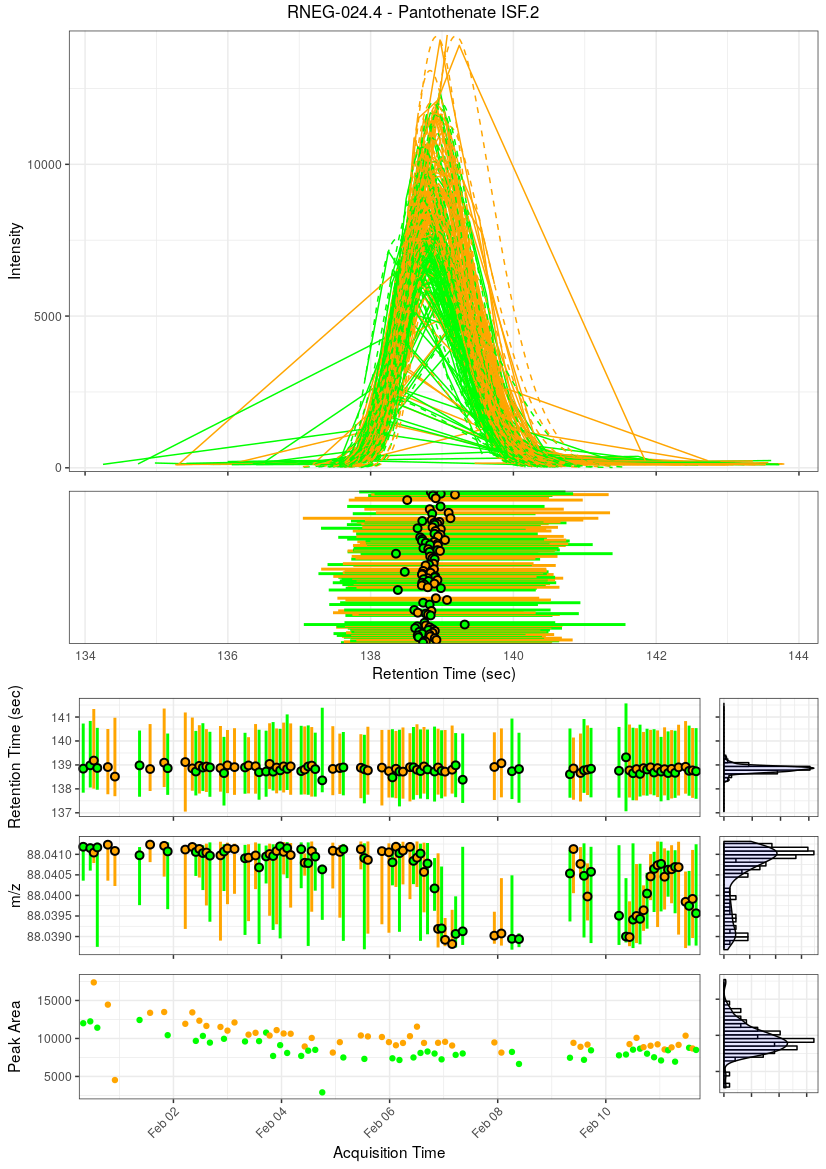 RNEG-024.4 - Pantothenate ISF.2
Intensity
10000
5000
0
134 136 138 140 142 144
Retention Time (sec)
Retention Time (sec)
141
140
139
138
137
m/z
88.0410
88.0405
88.0400
88.0395
88.0390
Peak Area
15000
10000
5000
Feb 02 Feb 04 Feb 06 Feb 08 Feb 10
Acquisition Time